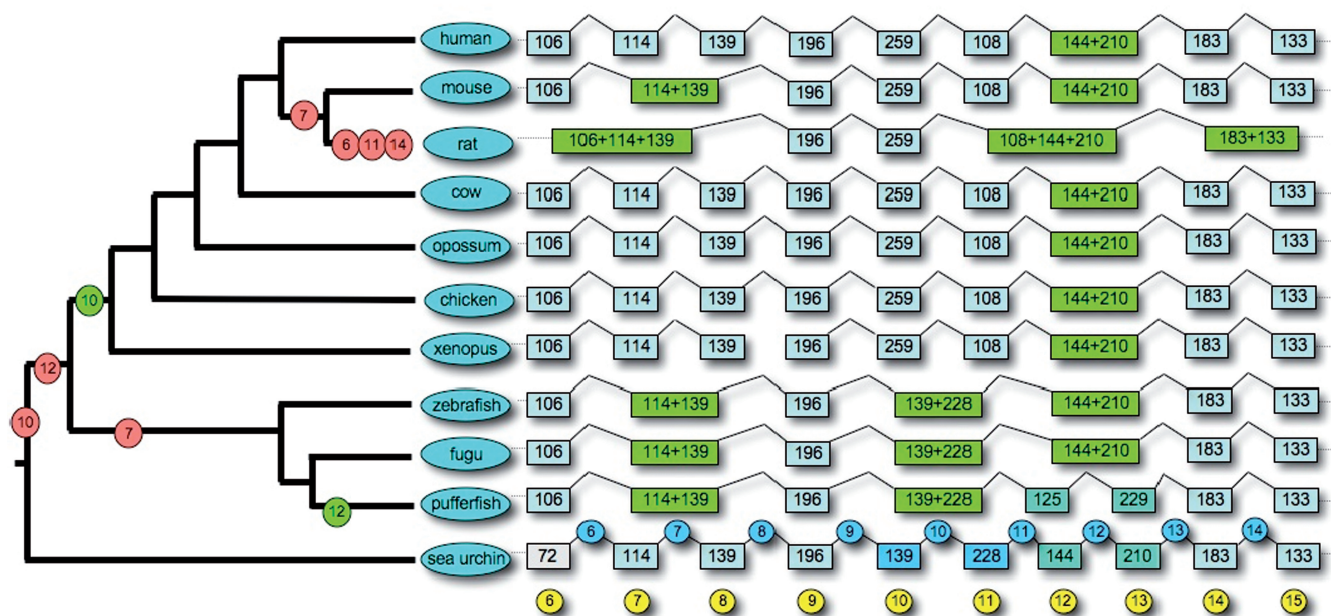 human 106 114 139 196 259 108 144+210 183 133
7 mouse 106 114+139 196 259 108 144+210 183 133
6 11 14 rat 106+114+139 196 259 108+144+210 183+133
cow 106 114 139 196 259 108 144+210 183 133
opossum 106 114 139 196 259 108 144+210 183 133
10 chicken 106 114 139 196 259 108 144+210 183 133
12 xenopus 106 114 139 196 259 108 144+210 183 133
10 zebrafish 106 114+139 196 139+228 144+210 183 133
7 fugu 106 114+139 196 139+228 144+210 183 133
12 pufferfish 106 114+139 196 139+228 125 229 183 133
6 7 8 9 10 11 12 13 14
sea urchin 72 114 139 196 139 228 144 210 183 133
6 7 8 9 10 11 12 13 14 15